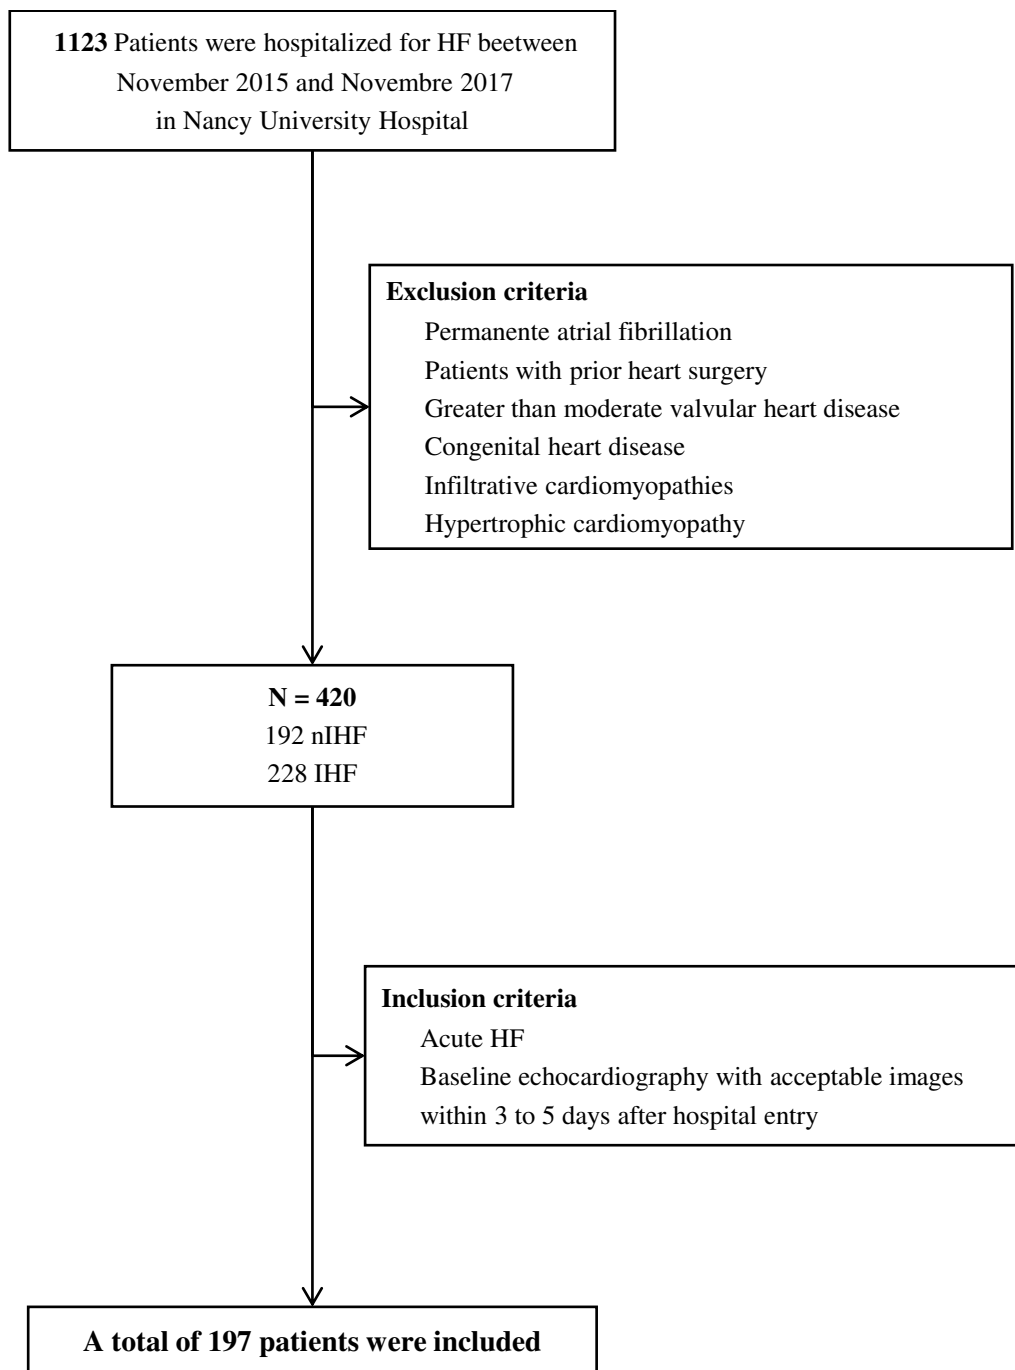 1123 Patients were hospitalized for HF beetween
November 2015 and Novembre 2017
in Nancy University Hospital
Exclusion criteria
Permanente atrial fibrillation
Patients with prior heart surgery
Greater than moderate valvular heart disease
Congenital heart disease
Infiltrative cardiomyopathies
Hypertrophic cardiomyopathy
N = 420
192 nIHF
228 IHF
Inclusion criteria
Acute HF
Baseline echocardiography with acceptable images
within 3 to 5 days after hospital entry
A total of 197 patients were included